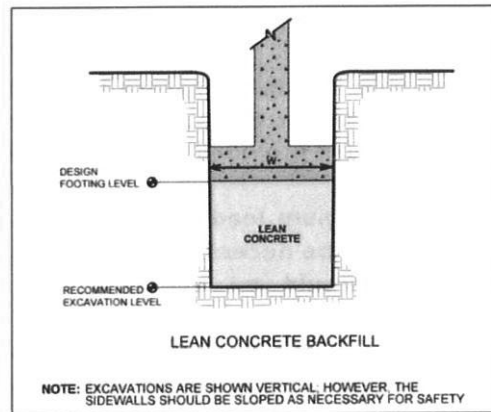 W
DESIGN
FOOTING LEVEL
LEAN
CONCRETE
RECOMMENDED
EXCAVATION LEVEL
LEAN CONCRETE BACKFILL
NOTE: EXCAVATIONS ARE SHOWN VERTICAL; HOWEVER, THE
SIDEWALLS SHOULD BE SLOPED AS NECESSARY FOR SAFETY